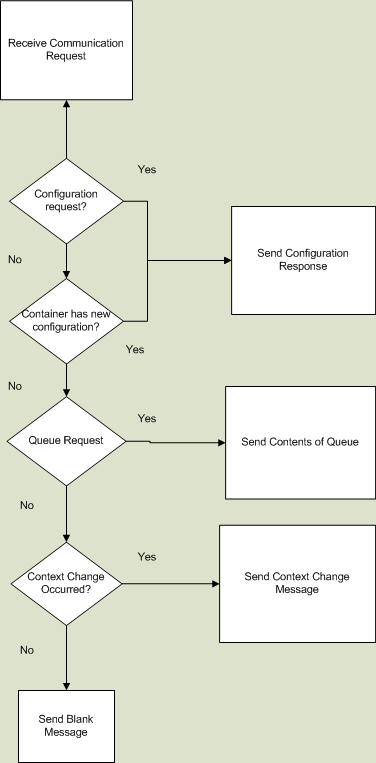 Receive Communication
Request
Yes
Configuration
request?
Send Configuration
Response
No
Container has new
configuration?
Yes
No
Yes
Queue Request
Send Contents of Queue
No
Yes
Context Change
Occurred?
Send Context Change
Message
No
Send Blank
Message